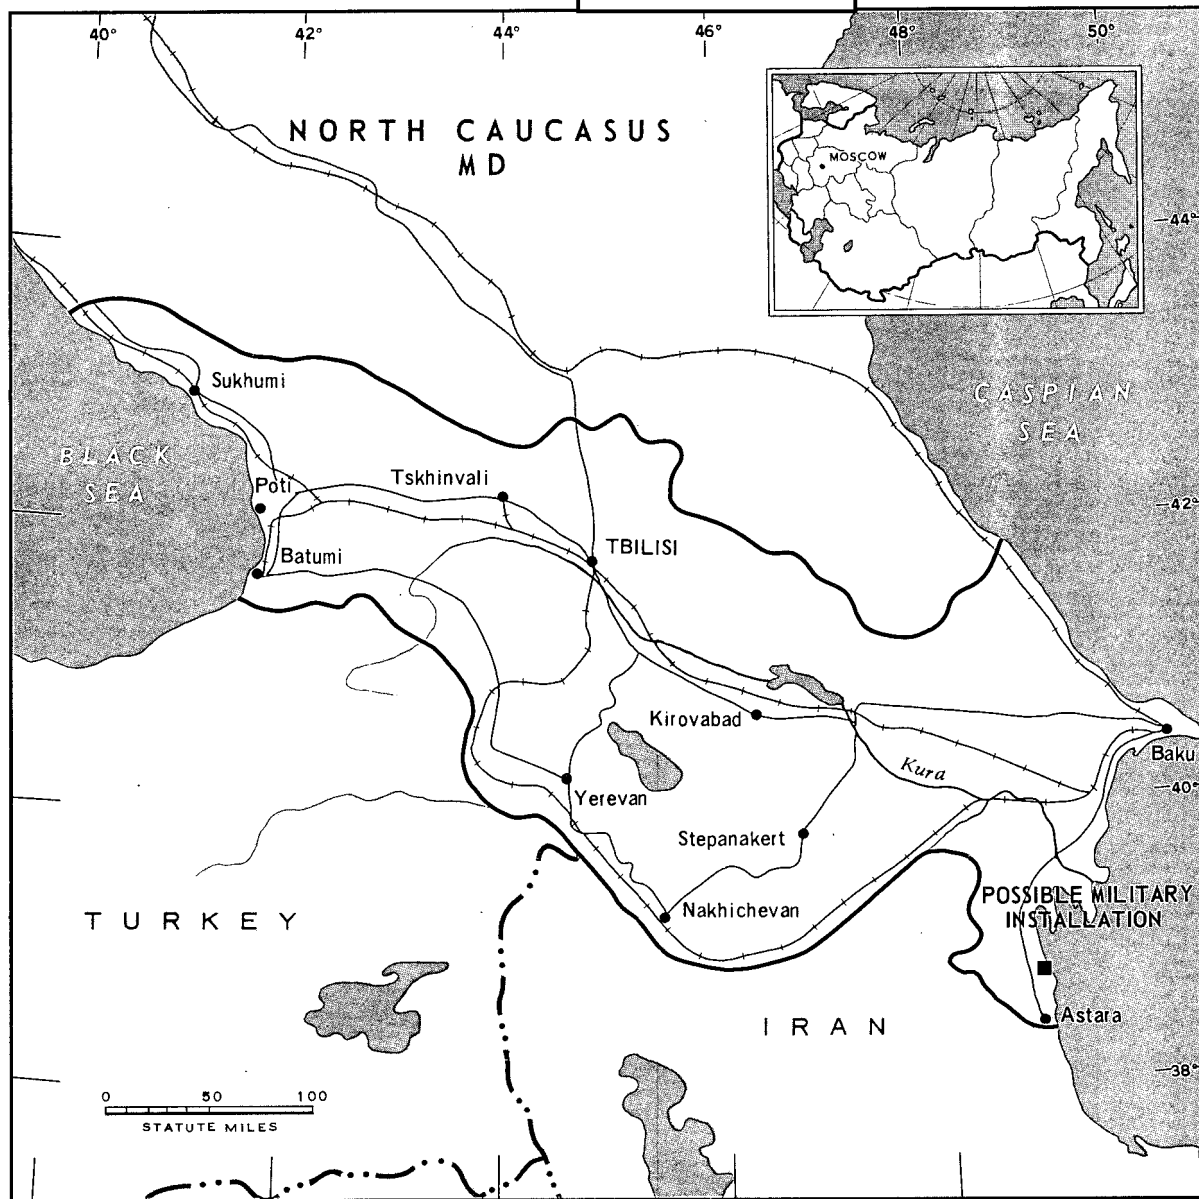 40°
42°
44°
46°
48°
50°
NORTH CAUCASUS
MD
MOSCOW
44°
Sukhumi
CASPIAN
SEA
BLACK
SEA
Poti
Tskhinvali
42°
Batumi
TBILISI
Kirovabad
Baku
Kura
40°
Yerevan
Stepanakert
POSSIBLE MILITARY
INSTALLATION
TURKEY
Nakhichevan
Astara
IRAN
38°
0 50 100
STATUTE MILES